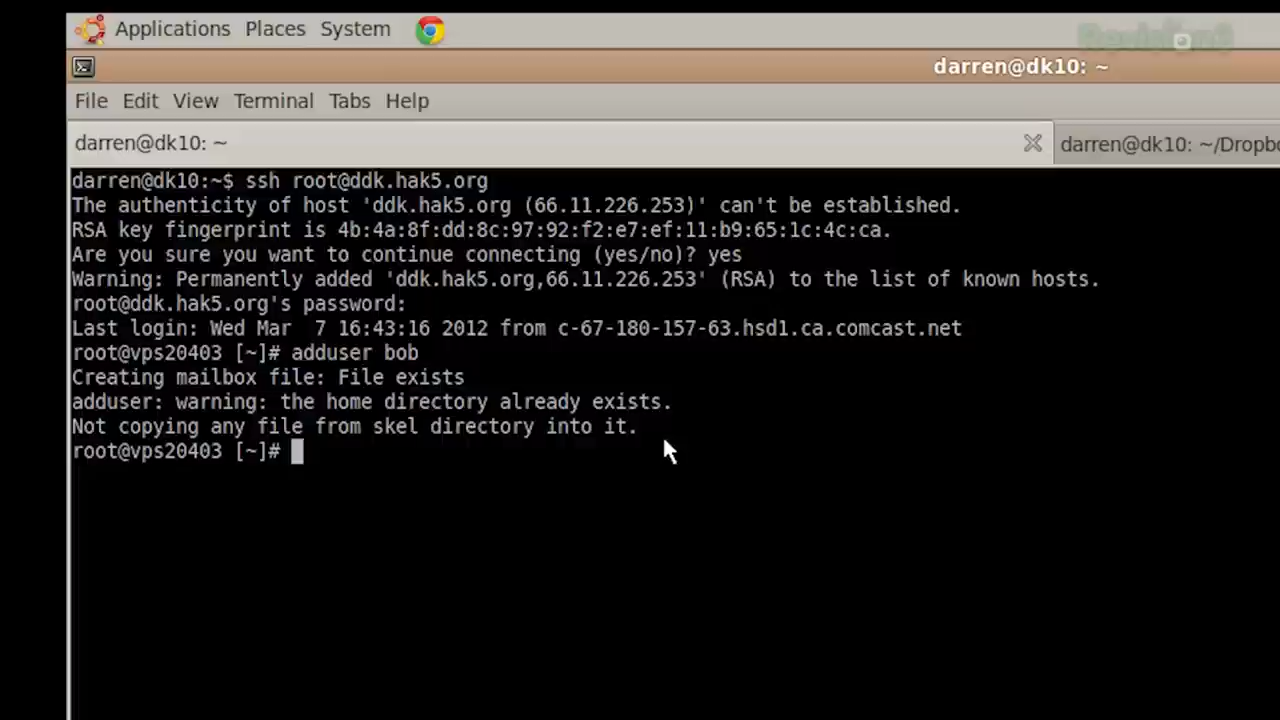 Applications Places System
Revision3
darren@dk10: ~
File Edit View Terminal Tabs Help
darren@dk10: ~
darren@dk10: ~/Dropbo
darren@dk10:~$ ssh root@ddk.hak5.org
The authenticity of host 'ddk.hak5.org (66.11.226.253)' can't be established.
RSA key fingerprint is 4b:4a:8f:dd:8c:97:92:f2:e7:ef:11:b9:65:1c:4c:ca.
Are you sure you want to continue connecting (yes/no)? yes
Warning: Permanently added 'ddk.hak5.org,66.11.226.253' (RSA) to the list of known hosts.
root@ddk.hak5.org's password:
Last login: Wed Mar  7 16:43:16 2012 from c-67-180-157-63.hsd1.ca.comcast.net
root@vps20403 [~]# adduser bob
Creating mailbox file: File exists
adduser: warning: the home directory already exists.
Not copying any file from skel directory into it.
root@vps20403 [~]#